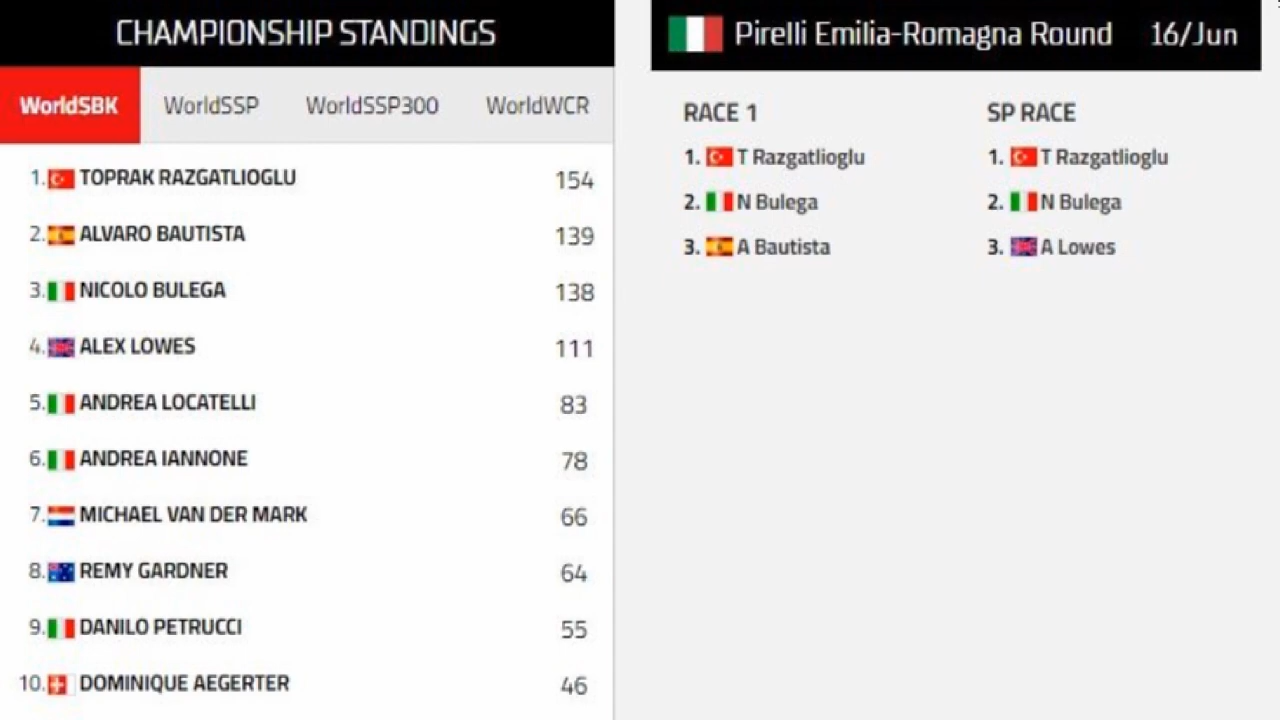 CHAMPIONSHIP STANDINGS
WorldSBK WorldSSP WorldSSP300 WorldWCR
1. TOPRAK RAZGATLIOGLU 154
2. ALVARO BAUTISTA 139
3. NICOLO BULEGA 138
4. ALEX LOWES 111
5. ANDREA LOCATELLI 83
6. ANDREA IANNONE 78
7. MICHAEL VAN DER MARK 66
8. REMY GARDNER 64
9. DANILO PETRUCCI 55
10. DOMINIQUE AEGERTER 46
Pirelli Emilia-Romagna Round 16/Jun
RACE 1
1. T Razgatlioglu
2. N Bulega
3. A Bautista
SP RACE
1. T Razgatlioglu
2. N Bulega
3. A Lowes